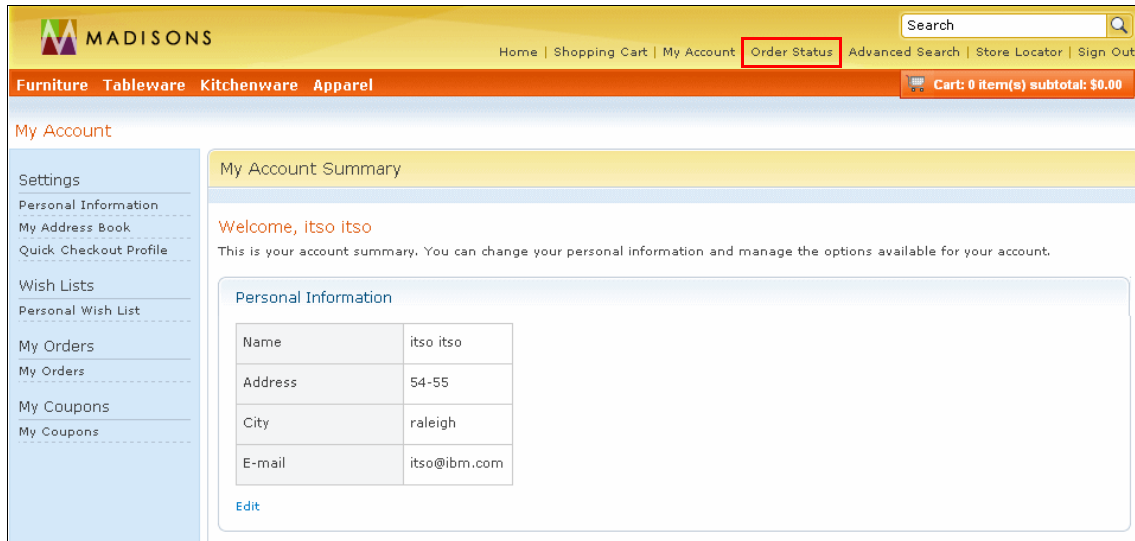 MADISONS
Search
Home | Shopping Cart | My Account | Order Status | Advanced Search | Store Locator | Sign Out
Furniture Tableware Kitchenware Apparel
Cart: 0 item(s) subtotal: $0.00
My Account
Settings
Personal Information
My Address Book
Quick Checkout Profile
Wish Lists
Personal Wish List
My Orders
My Orders
My Coupons
My Coupons
My Account Summary
Welcome, itso itso
This is your account summary. You can change your personal information and manage the options available for your account.
Personal Information
Name itso itso
Address 54-55
City raleigh
E-mail itso@ibm.com
Edit